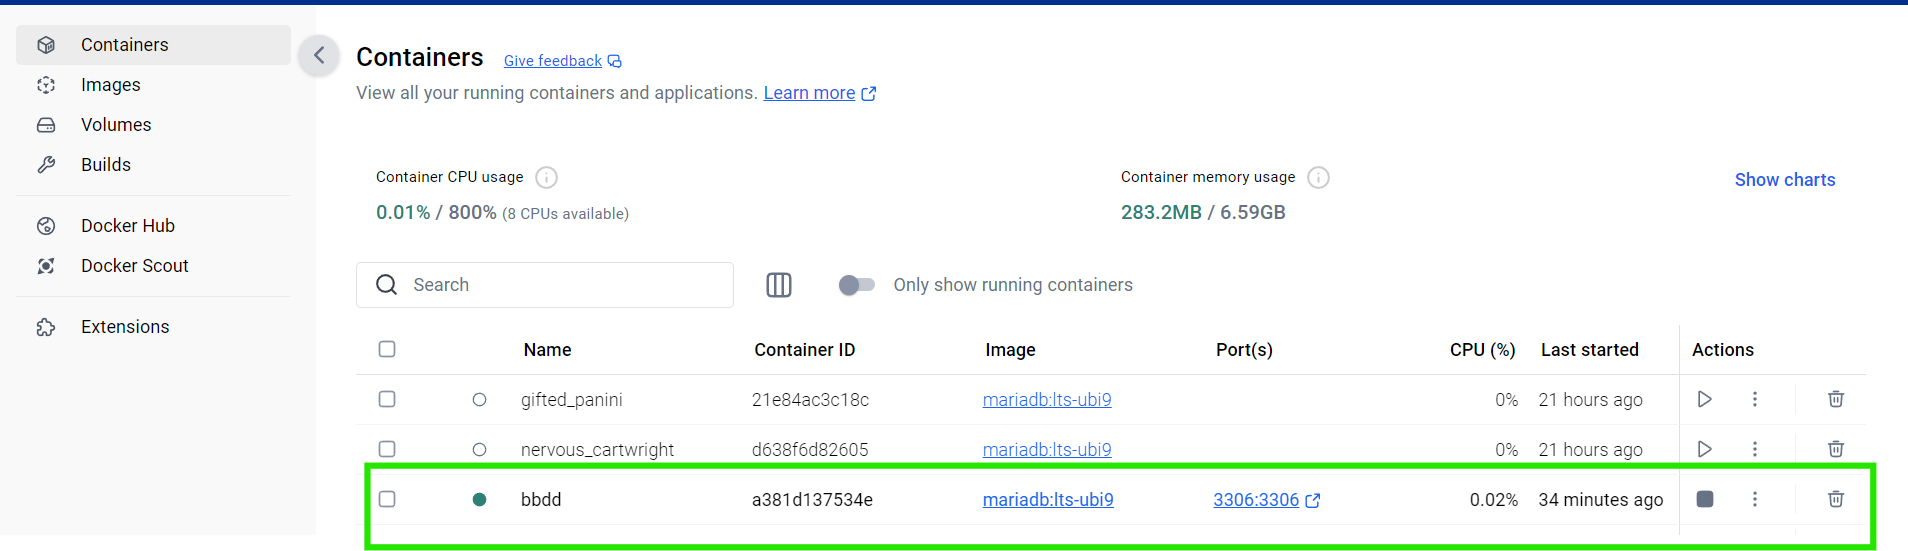 Containers
Images
Volumes
Builds
Docker Hub
Docker Scout
Extensions
Containers Give feedback
View all your running containers and applications. Learn more
Container CPU usage
0.01% / 800% (8 CPUs available)
Container memory usage
283.2MB / 6.59GB
Show charts
Search
Only show running containers
Name Container ID Image Port(s) CPU (%) Last started Actions
gifted_panini 21e84ac3c18c mariadb:lts-ubi9 0% 21 hours ago
nervous_cartwright d638f6d82605 mariadb:lts-ubi9 0% 21 hours ago
bbdd a381d137534e mariadb:lts-ubi9 3306:3306 0.02% 34 minutes ago